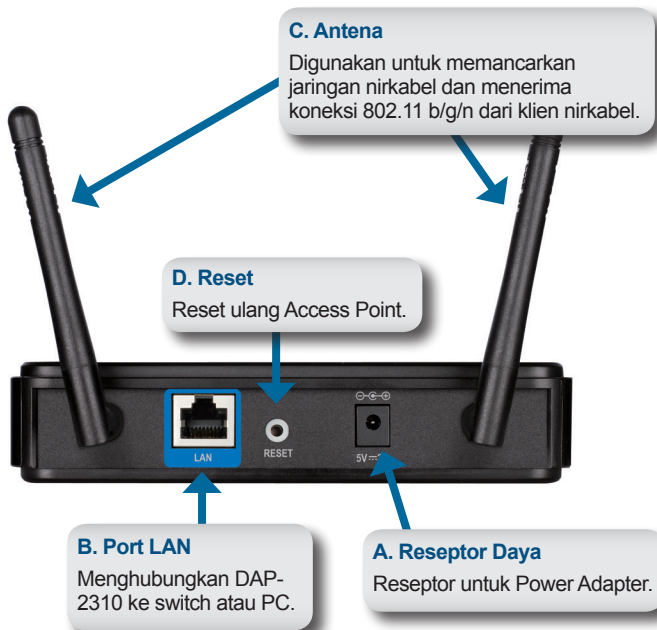 C. Antena
Digunakan untuk memancarkan
jaringan nirkabel dan menerima
koneksi 802.11 b/g/n dari klien nirkabel.
D. Reset
Reset ulang Access Point.
LAN
RESET
5V
B. Port LAN
Menghubungkan DAP-
2310 ke switch atau PC.
A. Reseptor Daya
Reseptor untuk Power Adapter.